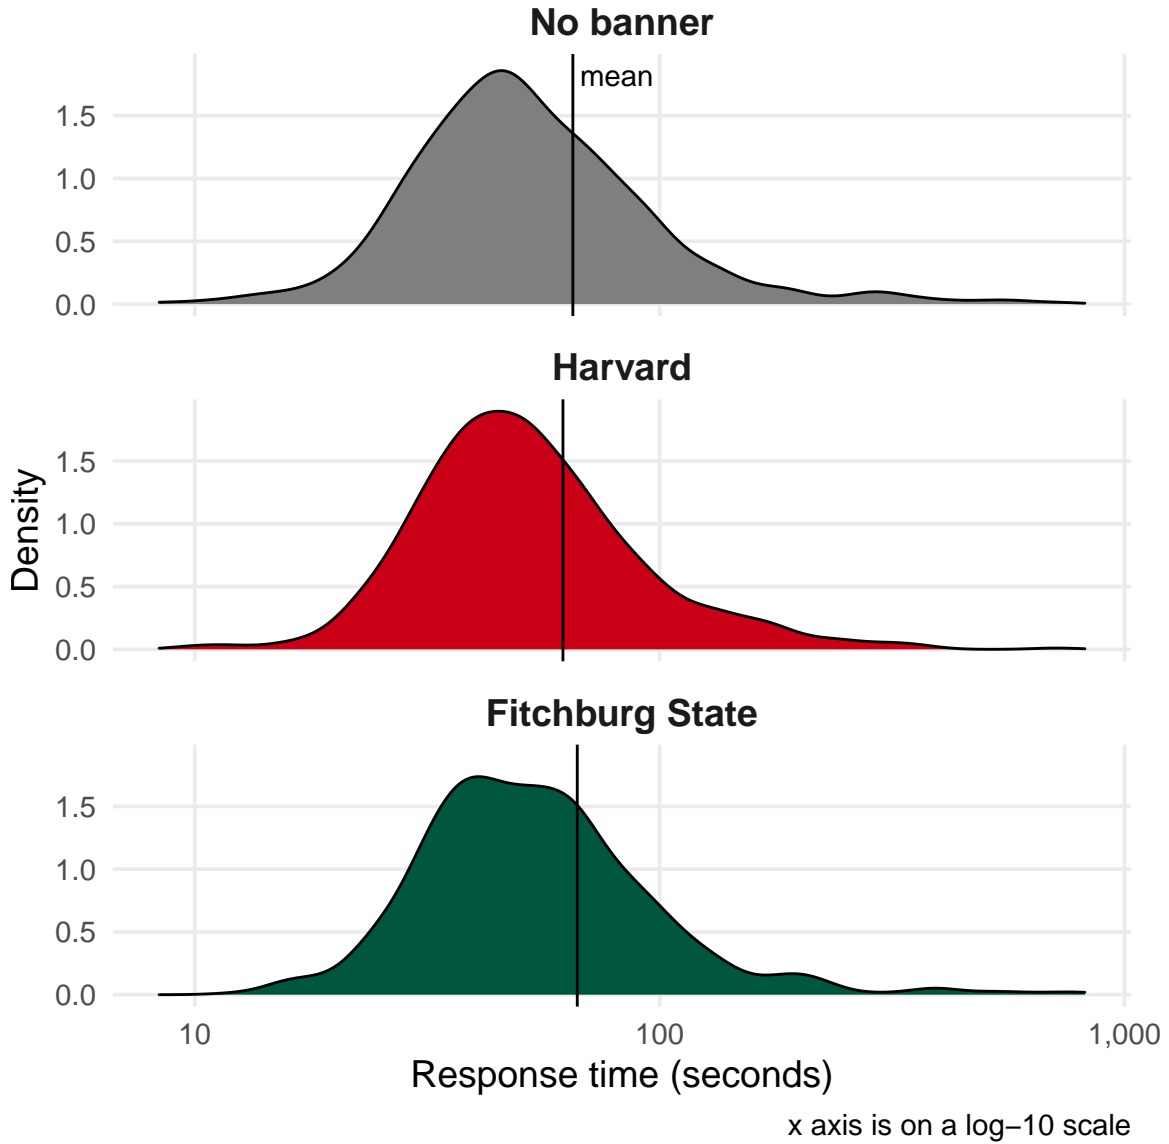 No banner
mean
1.5
1.0
0.5
0.0
Harvard
1.5
1.0
0.5
0.0
Density
Fitchburg State
1.5
1.0
0.5
0.0
10 100 1,000
Response time (seconds)
x axis is on a log−10 scale